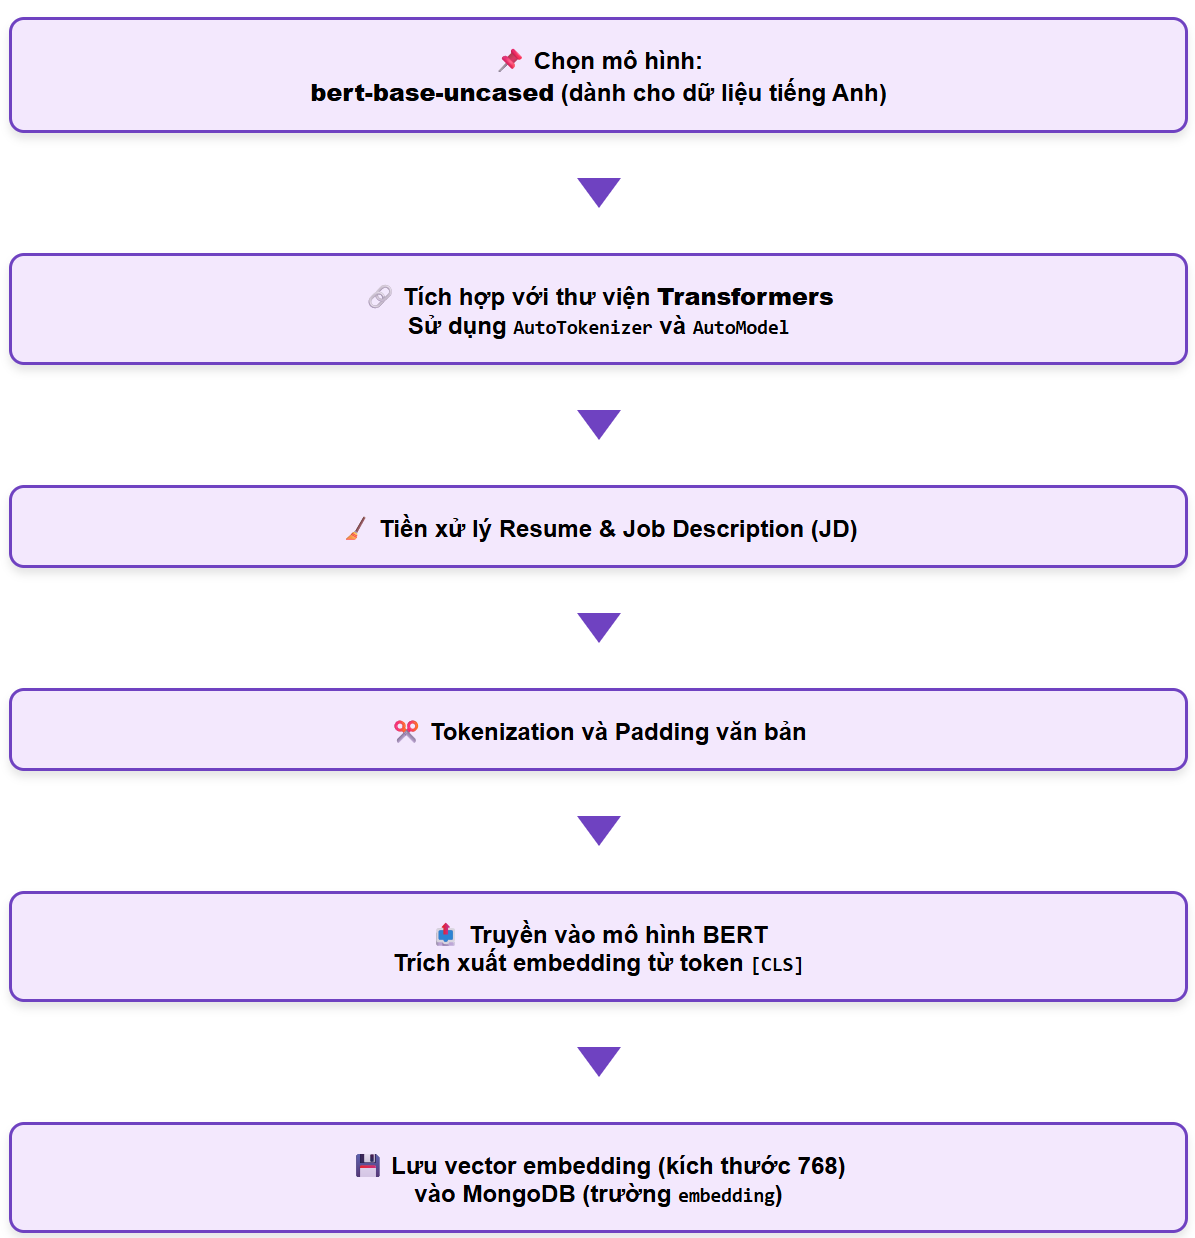 📌 Chọn mô hình:
bert-base-uncased (dành cho dữ liệu tiếng Anh)
🔗 Tích hợp với thư viện Transformers
Sử dụng AutoTokenizer và AutoModel
🧹 Tiền xử lý Resume & Job Description (JD)
✂️ Tokenization và Padding văn bản
📤 Truyền vào mô hình BERT
Trích xuất embedding từ token [CLS]
💾 Lưu vector embedding (kích thước 768)
vào MongoDB (trường embedding)